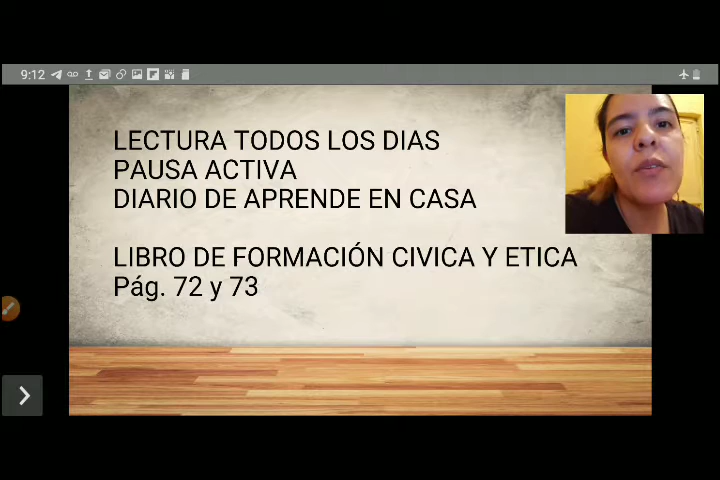 9:12
LECTURA TODOS LOS DIAS
PAUSA ACTIVA
DIARIO DE APRENDE EN CASA
LIBRO DE FORMACIÓN CIVICA Y ETICA
Pág. 72 y 73